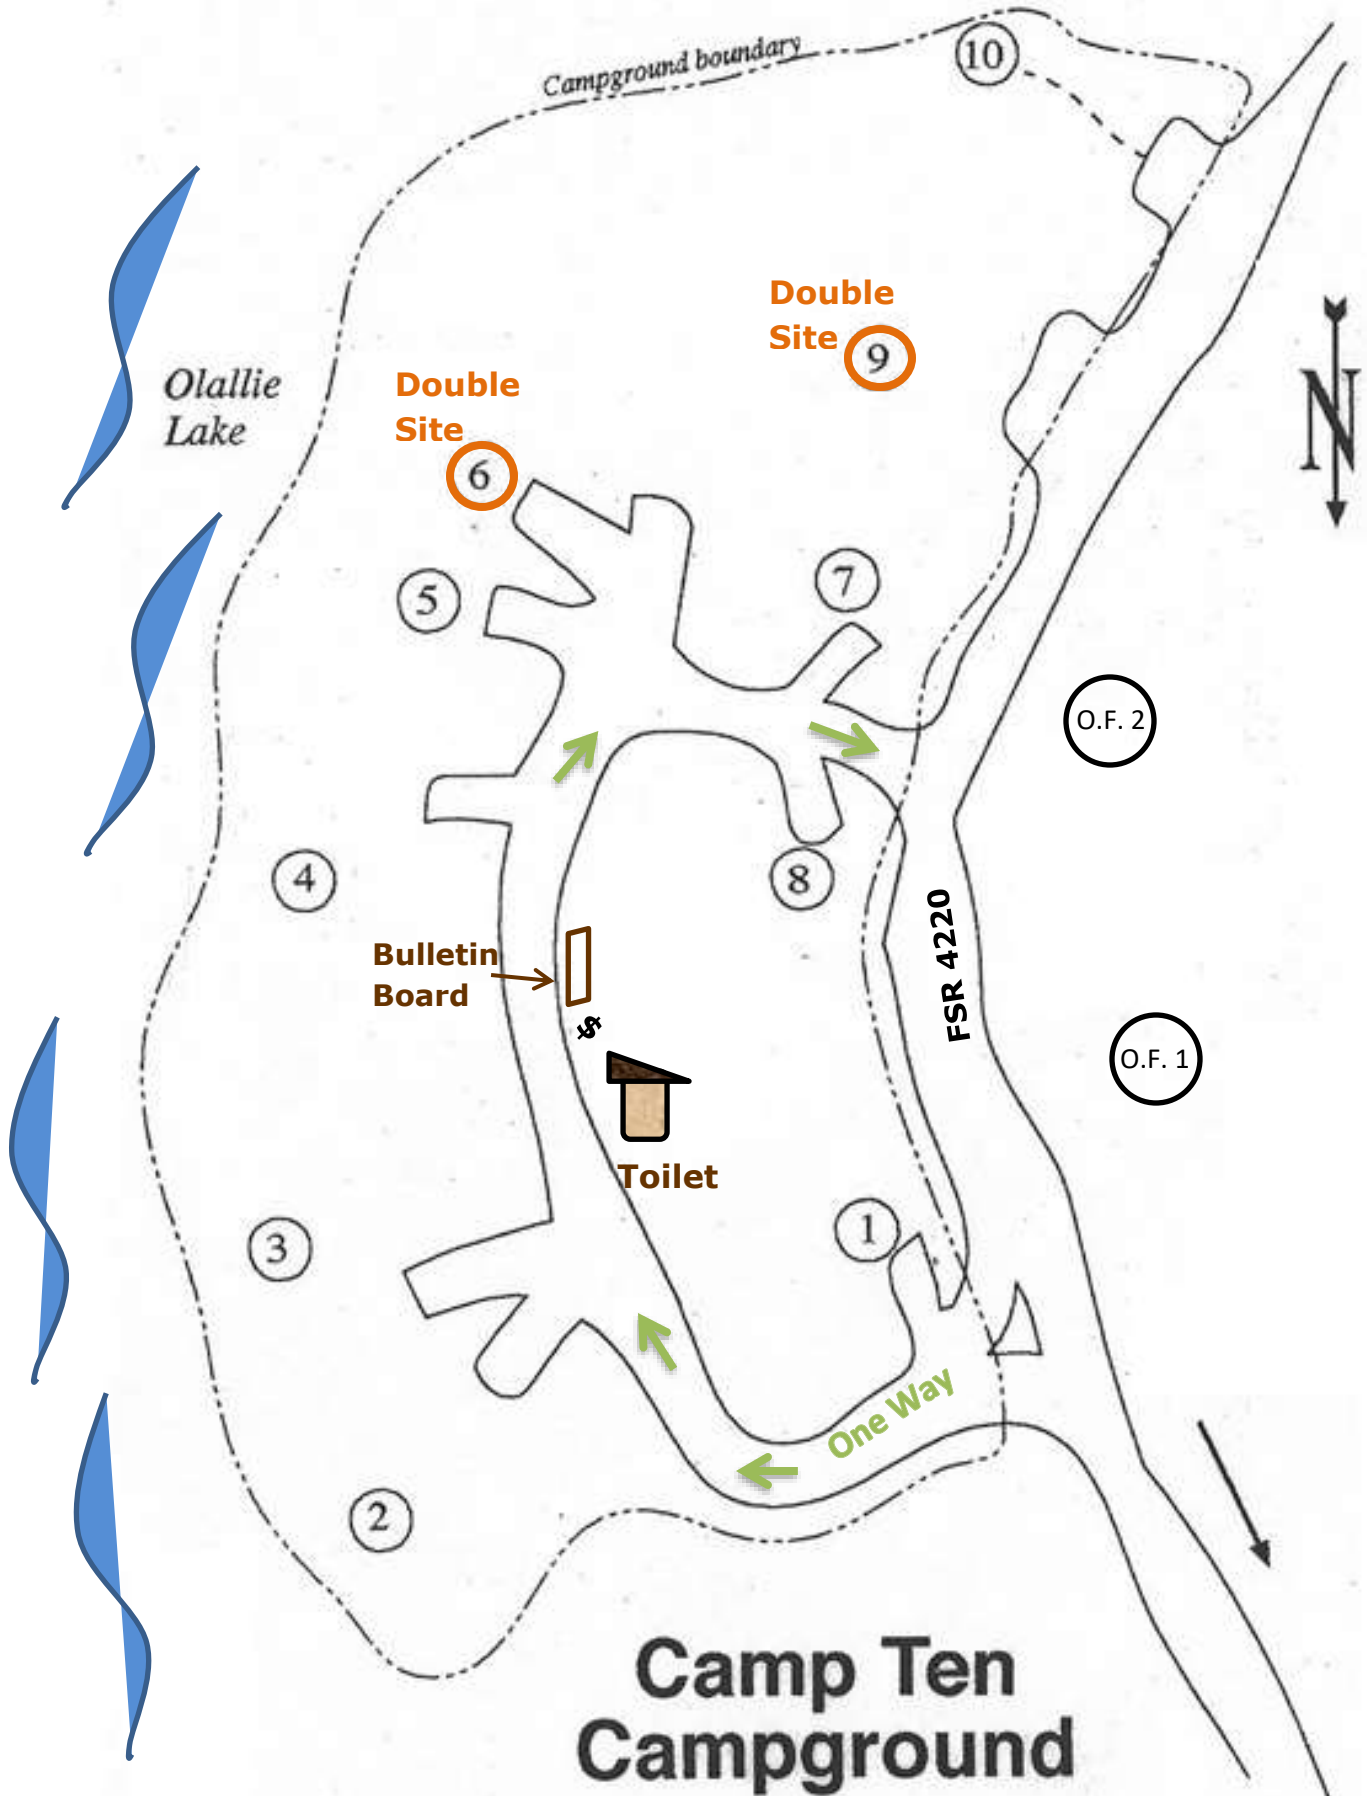 Campground boundary
10
Double
Site
9
Olallie
Lake
Double
Site
6
N
5
7
O.F. 2
4
8
Bulletin
Board
FSR 4220
$
O.F. 1
Toilet
3
1
One Way
2
Camp Ten
Campground